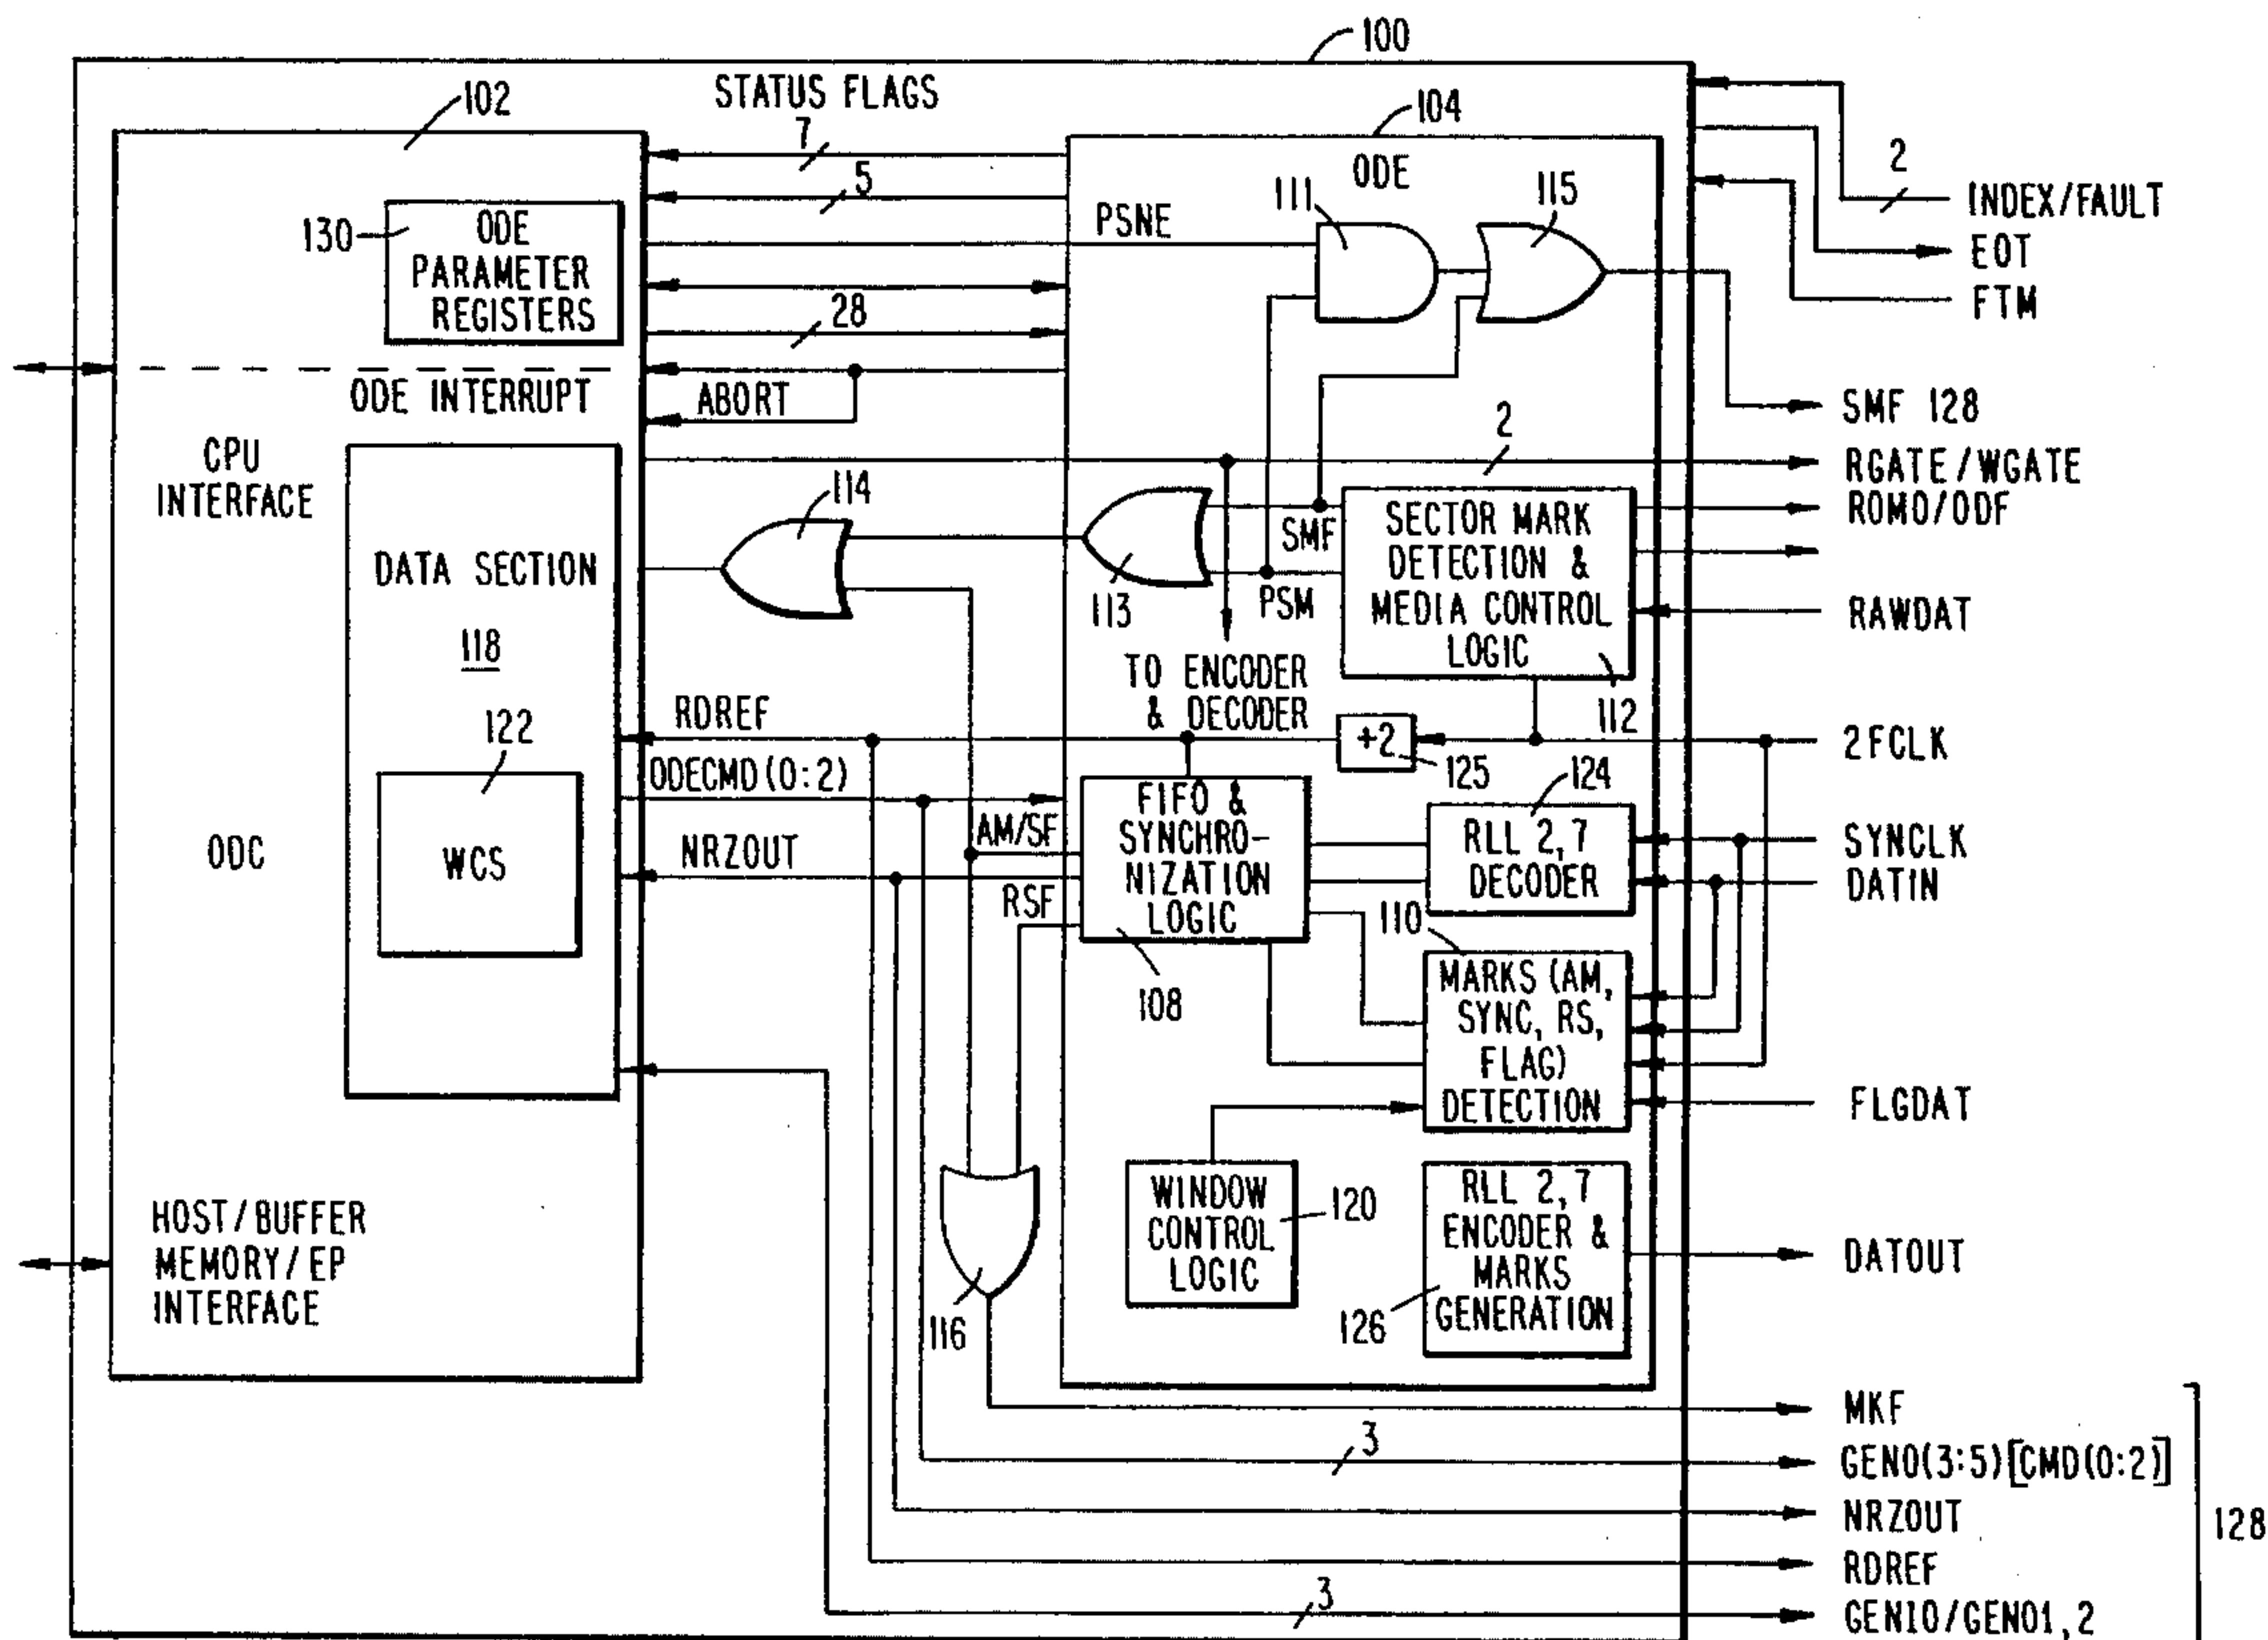 100
STATUS FLAGS
102
7
104
2
5
ODE
115
111
INDEX/FAULT
130
ODE
PARAMETER
REGISTERS
PSNE
EOT
FTM
28
ODE INTERRUPT
ABORT
SMF 128
CPU
INTERFACE
2
RGATE/WGATE
114
ROMO/ODF
SMF
SECTOR MARK
DETECTION &
MEDIA CONTROL
LOGIC
DATA SECTION
118
113
PSM
RAWDAT
TO ENCODER
& DECODER
112
RDREF
122
+2
125
2FCLK
ODECMD(0:2)
FIFO &
SYNCHRO-
NIZATION
LOGIC
124
AM/SF
RLL 2,7
DECODER
SYNCLK
ODC
WCS
NRZOUT
DATIN
RSF
110
108
MARKS (AM,
SYNC, RS,
FLAG)
DETECTION
FLGDAT
WINDOW
CONTROL
LOGIC
120
RLL 2,7
ENCODER &
MARKS
GENERATION
HOST/BUFFER
MEMORY/EP
INTERFACE
DATOUT
116
126
MKF
3
GENO(3:5)[CMD(0:2)]
NRZOUT
128
RDREF
3
GENIO/GENO1,2